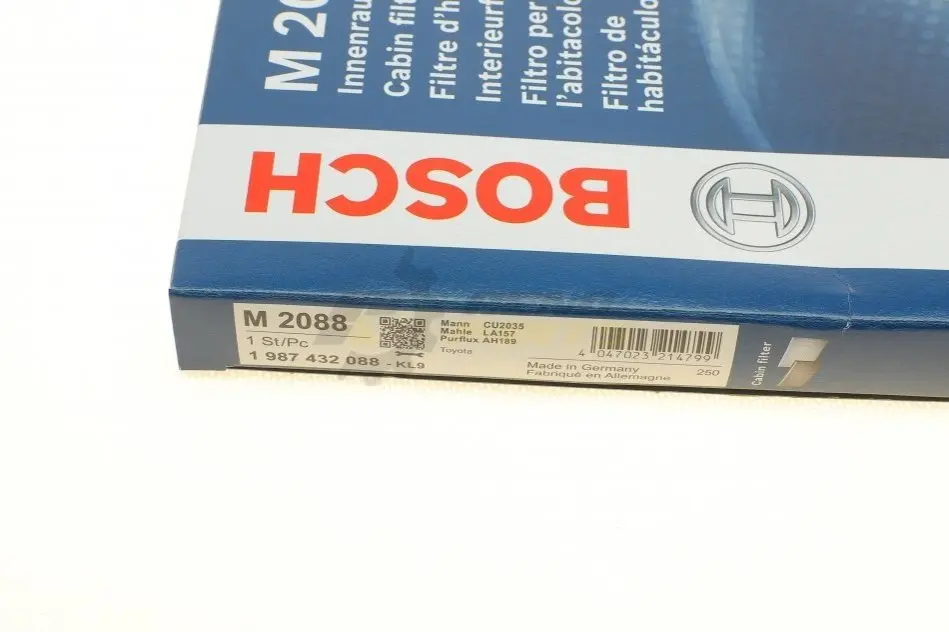 M 20
Innenrau
Cabin filt
Filtre d'h
Interieurf
Filtro per
l'abitacolo
Filtro de
habitáculo
BOSCH
M 2088
1 St/Pc
1 987 432 088 - KL9
Mann CU2035
Mahle LA157
Purflux AH189
Toyota
4 047023 214799
Made in Germany
Fabriqué en Allemagne
250
Cabin filter